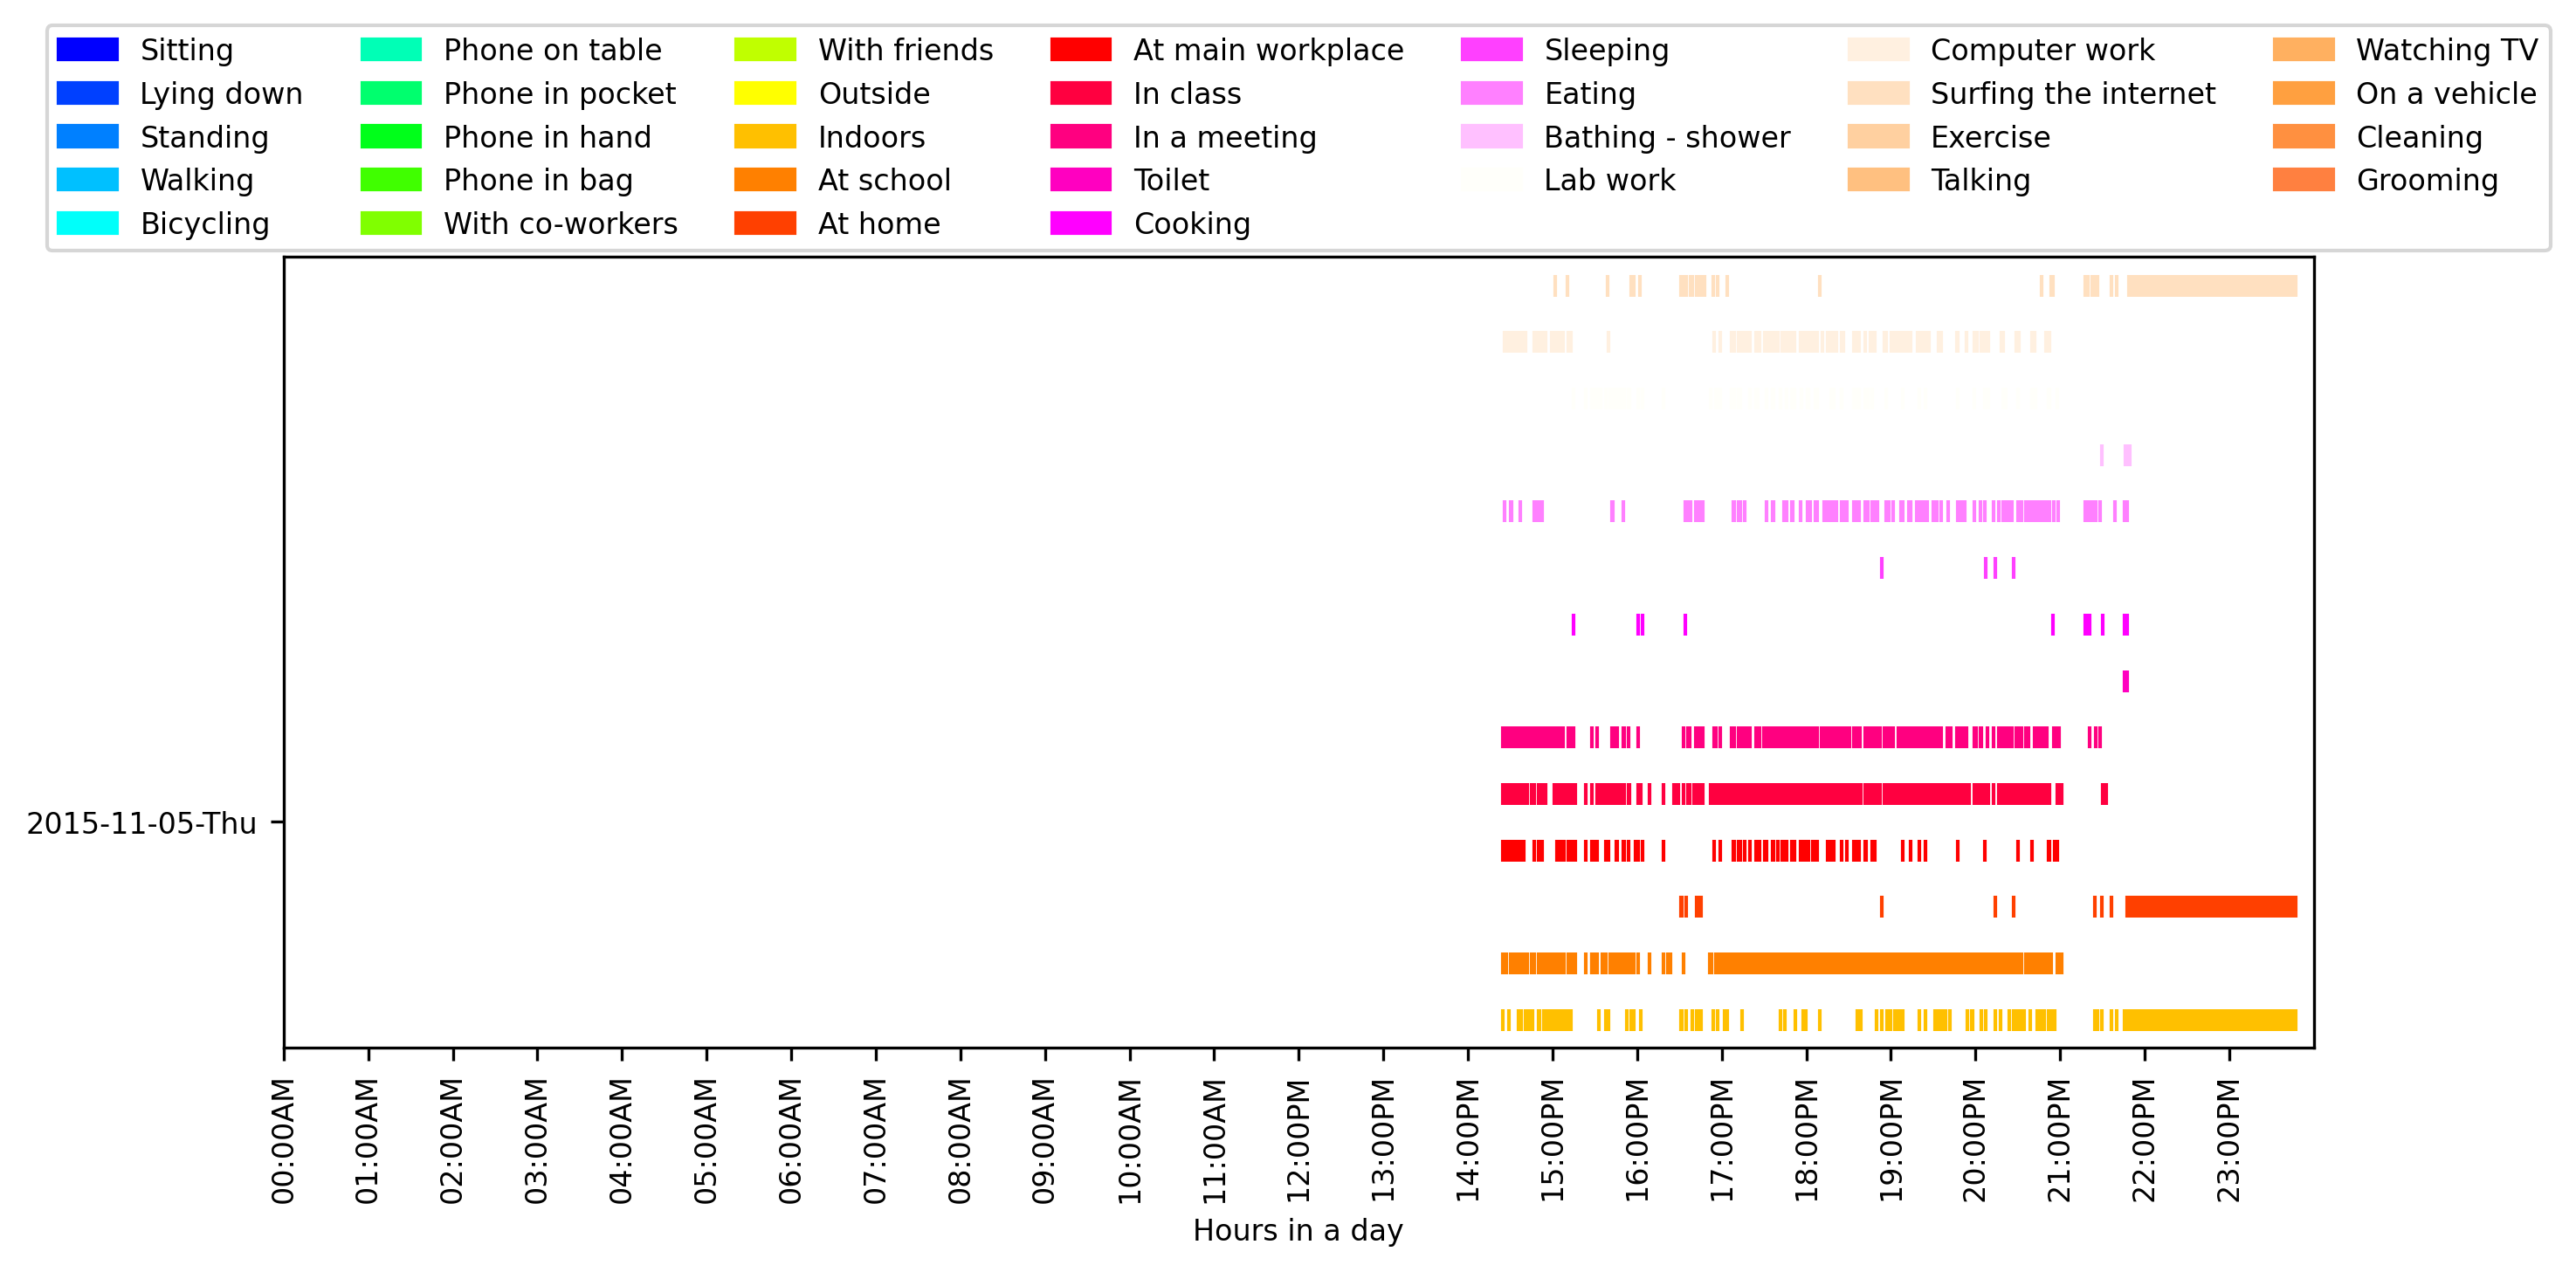 Sitting
Lying down
Standing
Walking
Bicycling
Phone on table
Phone in pocket
Phone in hand
Phone in bag
With co-workers
With friends
Outside
Indoors
At school
At home
At main workplace
In class
In a meeting
Toilet
Cooking
Sleeping
Eating
Bathing - shower
Lab work
Computer work
Surfing the internet
Exercise
Talking
Watching TV
On a vehicle
Cleaning
Grooming
2015-11-05-Thu
00:00AM
01:00AM
02:00AM
03:00AM
04:00AM
05:00AM
06:00AM
07:00AM
08:00AM
09:00AM
10:00AM
11:00AM
12:00PM
13:00PM
14:00PM
15:00PM
16:00PM
17:00PM
18:00PM
19:00PM
20:00PM
21:00PM
22:00PM
23:00PM
Hours in a day